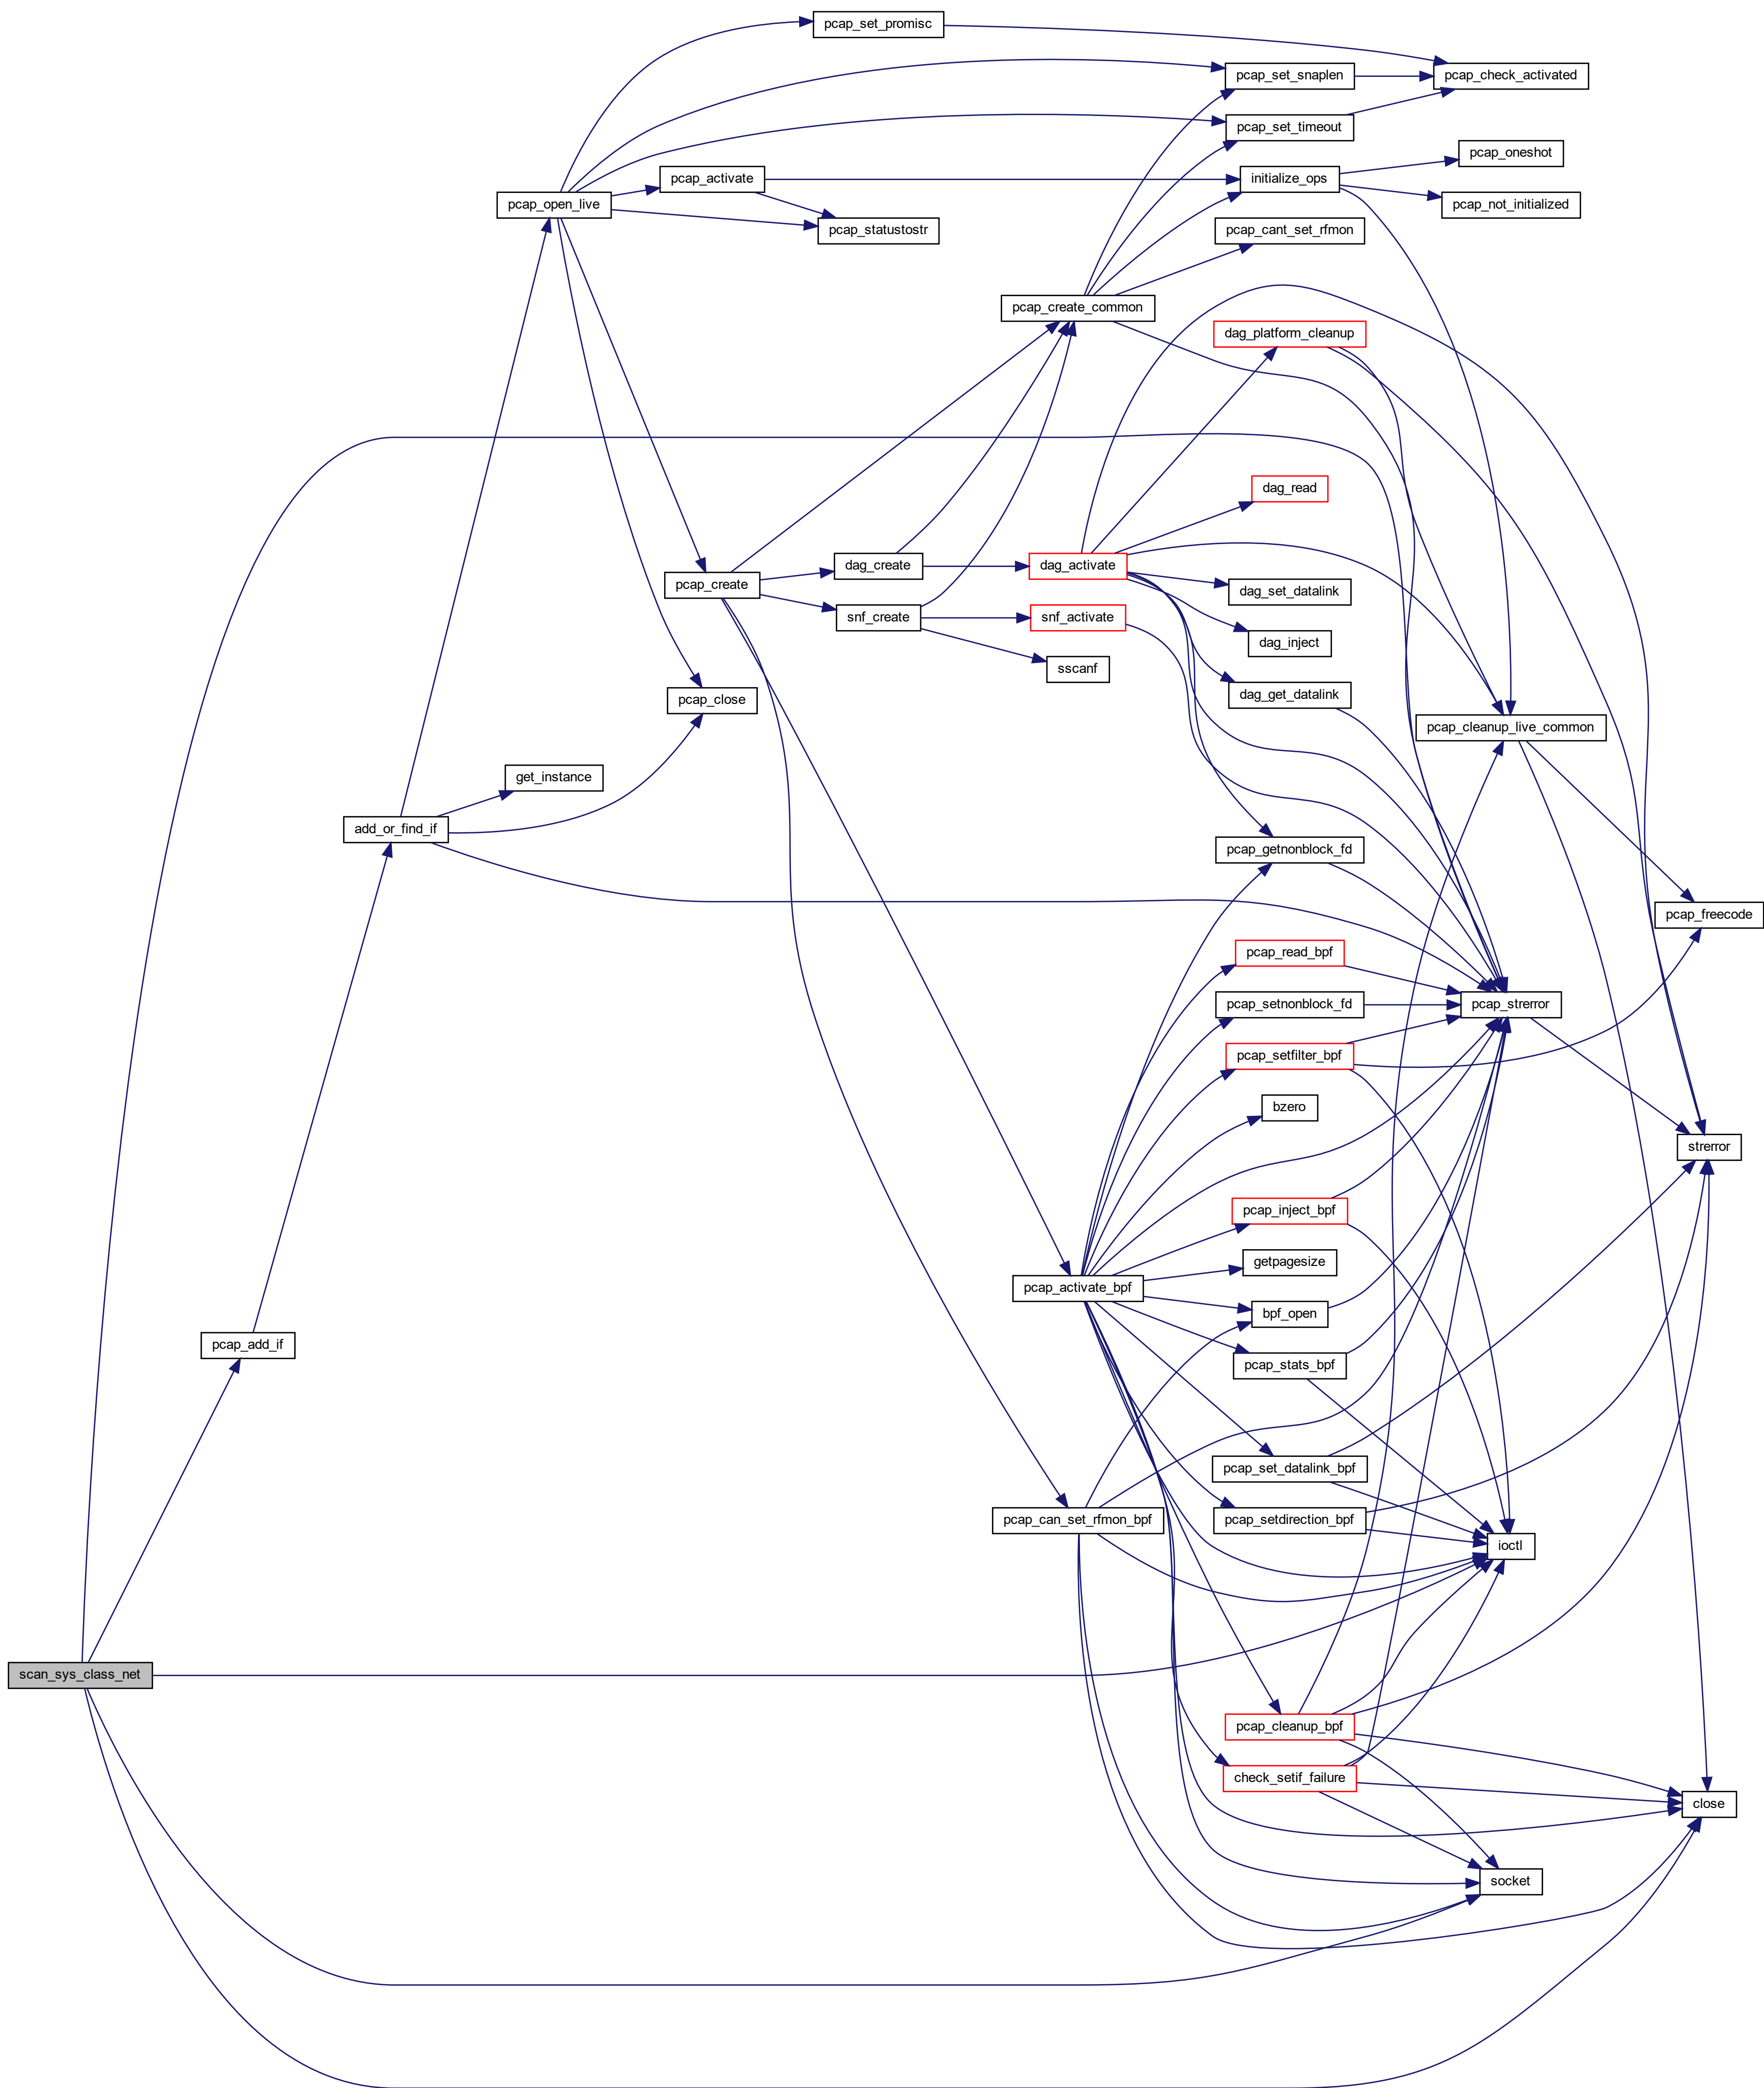 pcap_set_promisc
pcap_set_snaplen
pcap_check_activated
pcap_set_timeout
pcap_oneshot
pcap_activate
initialize_ops
pcap_open_live
pcap_not_initialized
pcap_statustostr
pcap_cant_set_rfmon
pcap_create_common
dag_platform_cleanup
dag_read
dag_create
dag_activate
pcap_create
dag_set_datalink
snf_create
snf_activate
dag_inject
sscanf
pcap_close
dag_get_datalink
pcap_cleanup_live_common
get_instance
add_or_find_if
pcap_getnonblock_fd
pcap_freecode
pcap_read_bpf
pcap_setnonblock_fd
pcap_strerror
pcap_setfilter_bpf
bzero
strerror
pcap_inject_bpf
getpagesize
pcap_activate_bpf
bpf_open
pcap_add_if
pcap_stats_bpf
pcap_set_datalink_bpf
pcap_can_set_rfmon_bpf
pcap_setdirection_bpf
ioctl
scan_sys_class_net
pcap_cleanup_bpf
check_setif_failure
close
socket